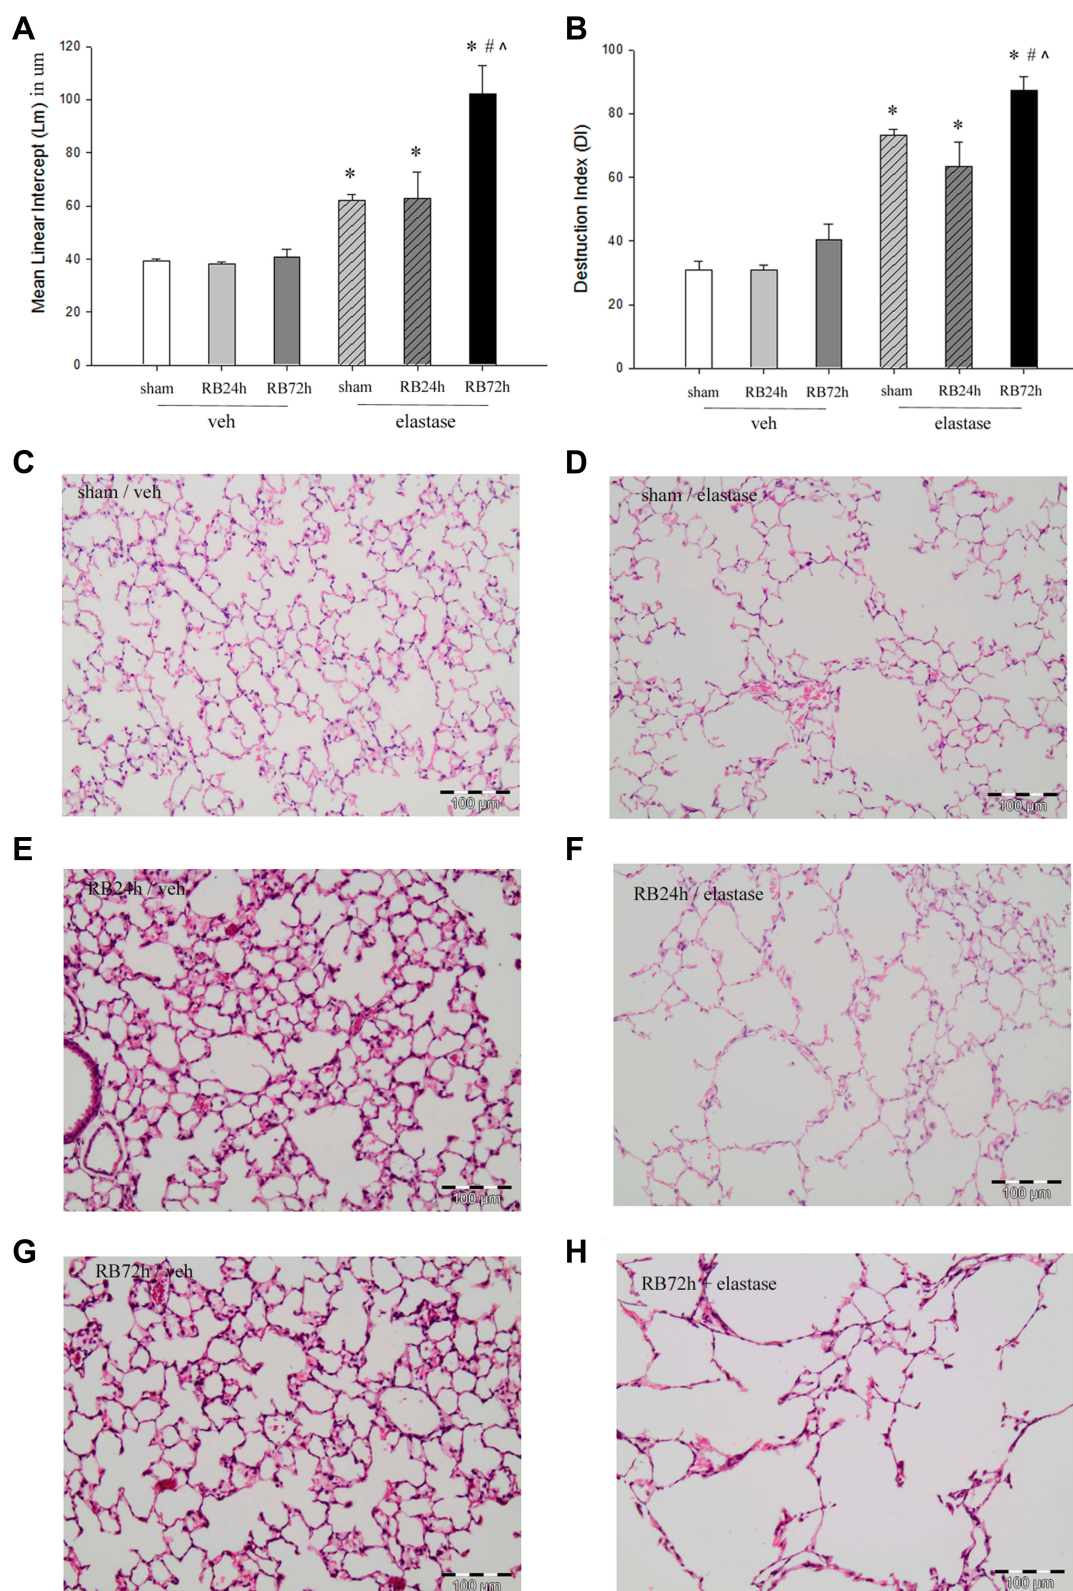 A
B
Mean Linear Intercept (Lm) in um
120
100
80
60
40
20
0
*
*
* # ^
sham
RB24h
RB72h
sham
RB24h
RB72h
veh
elastase
Destruction Index (DI)
100
80
60
40
20
0
*
*
* # ^
sham
RB24h
RB72h
sham
RB24h
RB72h
veh
elastase
C
sham / veh
100 µm
D
sham / elastase
100 µm
E
RB24h / veh
100 µm
F
RB24h / elastase
100 µm
G
RB72h / veh
100 µm
H
RB72h + elastase
100 µm